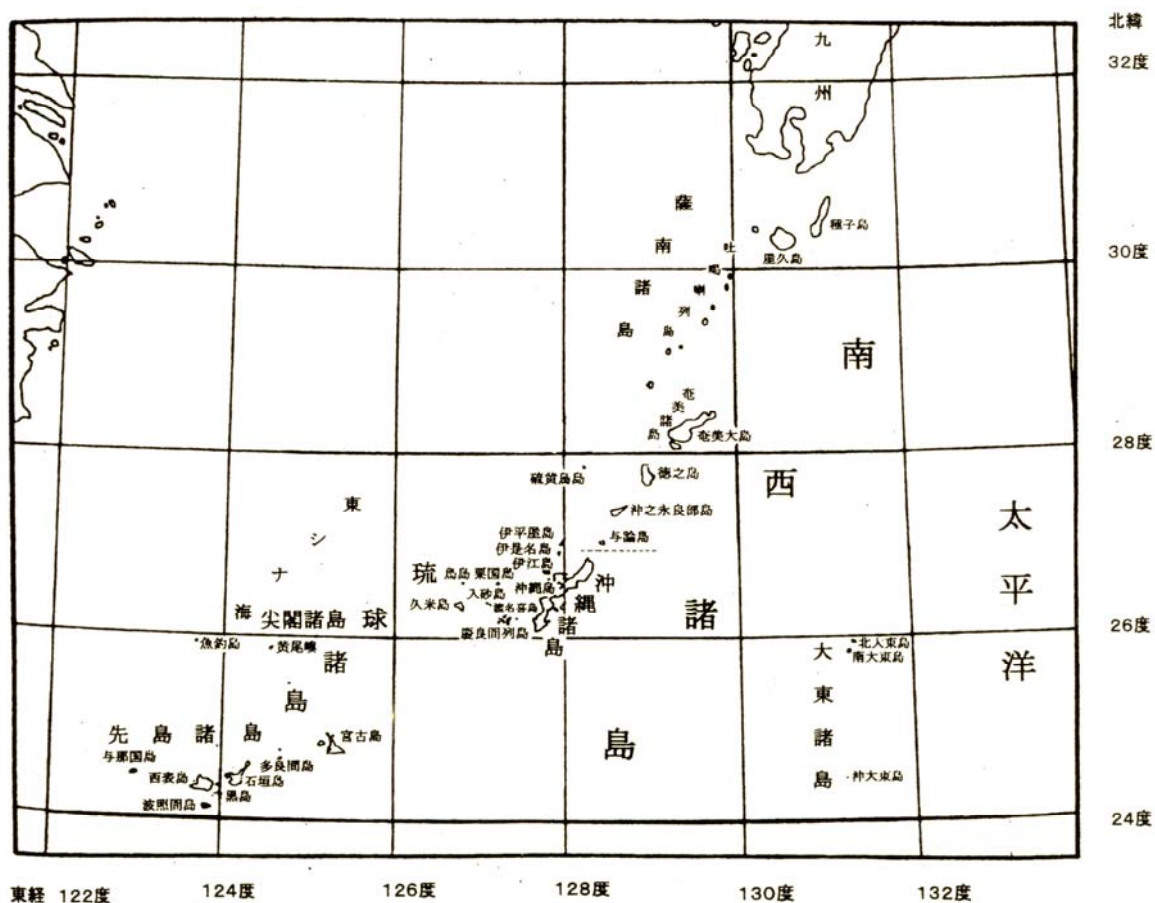 北緯
32度
30度
28度
26度
24度
東経 122度 124度 126度 128度 130度 132度
九州
薩南諸島
吐噶喇列島
種子島
屋久島
奄美諸島
奄美大島
徳之島
沖之永良部島
与論島
硫黄鳥島
伊平屋島
伊是名島
伊江島
鳥島 粟国島
入砂島
沖縄島
久米島
渡名喜島
慶良間列島
沖縄諸島
琉球諸島
東シナ海
尖閣諸島
魚釣島
黄尾嶼
先島諸島
宮古島
与那国島
多良間島
西表島
石垣島
黒島
波照間島
南西諸島
太平洋
北大東島
南大東島
大東諸島
沖大東島